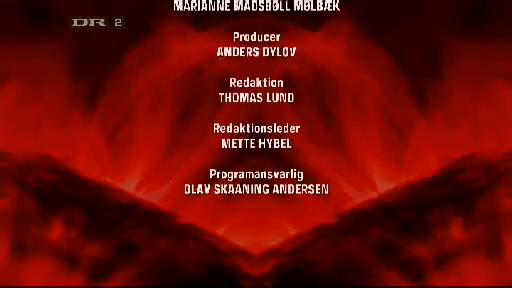 MARIANNE MADSBØLL MØLBÆK
DR 2
Producer
ANDERS DYLOV
Redaktion
THOMAS LUND
Redaktionsleder
METTE HYBEL
Programansvarlig
OLAV SKAANING ANDERSEN